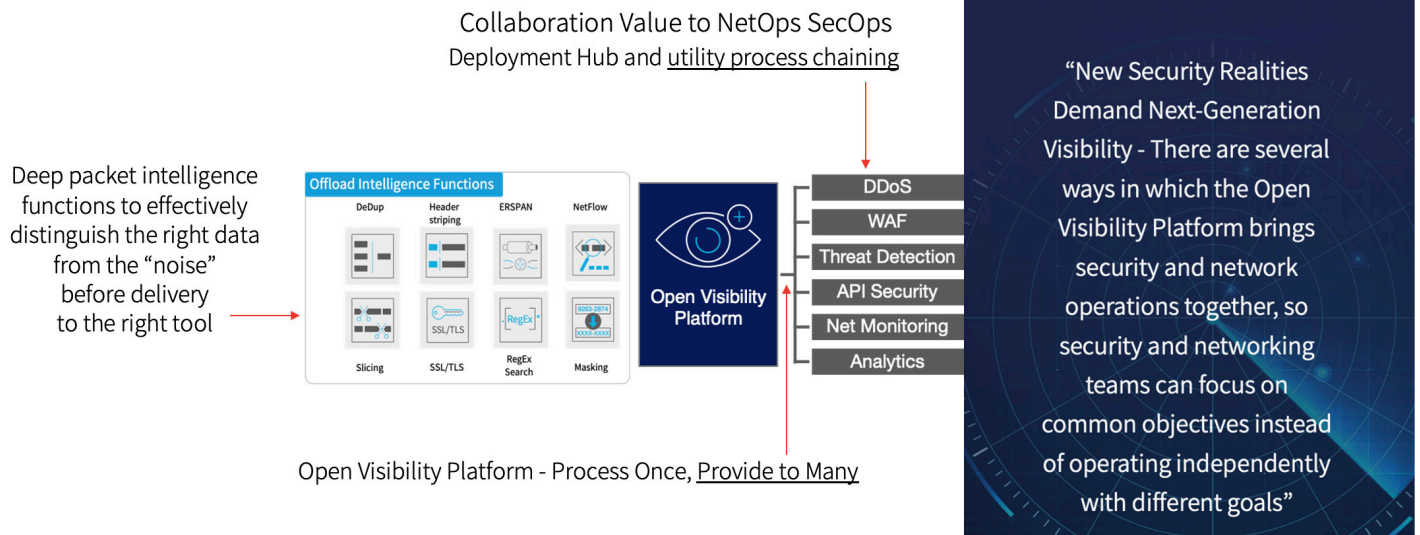 Collaboration Value to NetOps SecOps
Deployment Hub and utility process chaining
Deep packet intelligence
functions to effectively
distinguish the right data
from the “noise”
before delivery
to the right tool
Offload Intelligence Functions
DeDup
Header
striping
ERSPAN
NetFlow
SSL/TLS
RegEx
9263-2874
XXXX-XXXX
Slicing
SSL/TLS
RegEx
Search
Masking
Open Visibility
Platform
DDoS
WAF
Threat Detection
API Security
Net Monitoring
Analytics
Open Visibility Platform - Process Once, Provide to Many
“New Security Realities
Demand Next-Generation
Visibility - There are several
ways in which the Open
Visibility Platform brings
security and network
operations together, so
security and networking
teams can focus on
common objectives instead
of operating independently
with different goals”